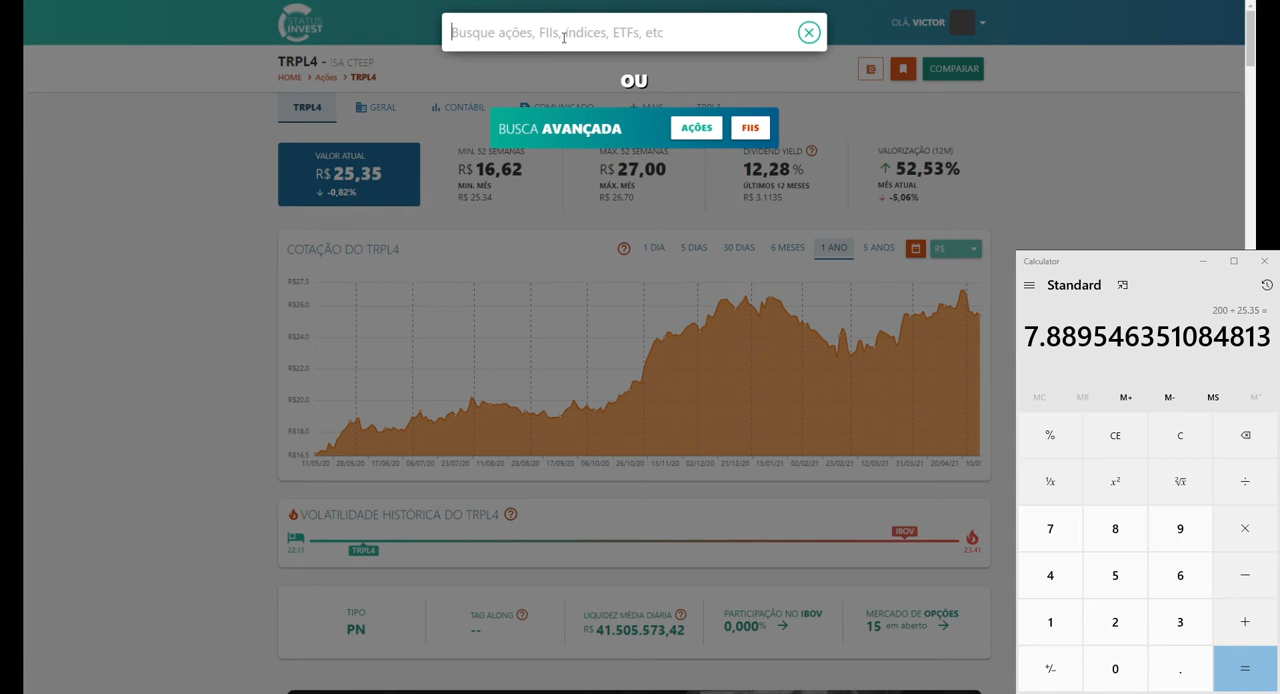 STATUS
INVEST
Busque ações, FIIs, índices, ETFs, etc
OLÁ, VICTOR
TRPL4 - ISA CTEEP
HOME > Ações > TRPL4
OU
COMPARAR
TRPL4
GERAL
CONTÁBIL
COMUNICADO
+ MAIS
TRPL3
BUSCA AVANÇADA
AÇÕES
FIIS
VALOR ATUAL
R$ 25,35
-0,82%
MIN. 52 SEMANAS
R$ 16,62
MIN. MÊS
R$ 25.34
MÁX. 52 SEMANAS
R$ 27,00
MÁX. MÊS
R$ 26.70
DIVIDEND YIELD
12,28 %
ÚLTIMOS 12 MESES
R$ 3.1135
VALORIZAÇÃO (12M)
52,53%
MÊS ATUAL
-5,06%
COTAÇÃO DO TRPL4
1 DIA
5 DIAS
30 DIAS
6 MESES
1 ANO
5 ANOS
R$
R$27,5
R$26,0
R$24,0
R$22,0
R$20,0
R$18,0
R$16,5
11/05/20 28/05/20 17/06/20 06/07/20 23/07/20 11/08/20 28/08/20 17/09/20 06/10/20 26/10/20 13/11/20 02/12/20 21/12/20 13/01/21 02/02/21 25/02/21 12/03/21 31/03/21 20/04/21 10/0
VOLATILIDADE HISTÓRICA DO TRPL4
IBOV
22.13
TRPL4
23.41
TIPO
PN
TAG ALONG
--
LIQUIDEZ MÉDIA DIÁRIA
R$ 41.505.573,42
PARTICIPAÇÃO NO IBOV
0,000%
MERCADO DE OPÇÕES
15 em aberto
Calculator
Standard
200 ÷ 25.35 =
7.889546351084813
MC MR M+ M- MS M˅
% CE C
¹/x x² ²√x ÷
7 8 9 ×
4 5 6 −
1 2 3 +
+/− 0 . =